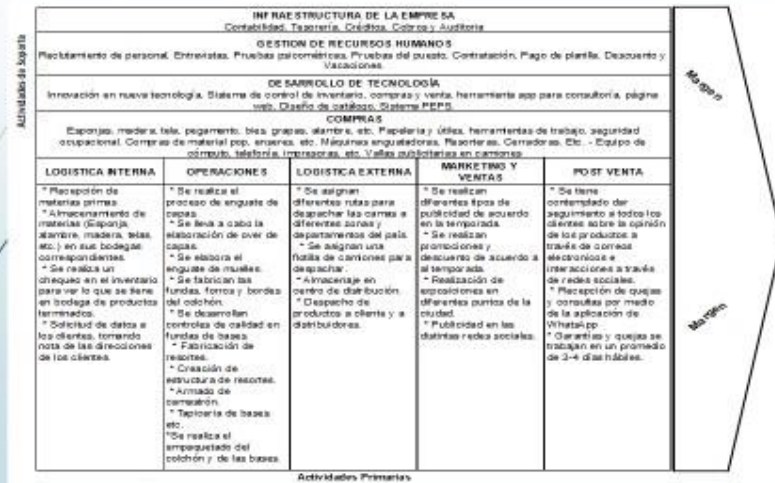 INFRAESTRUCTURA DE LA EMPRESA
Contabilidad, Tesorería, Créditos, Cobros y Auditoria
GESTION DE RECURSOS HUMANOS
Reclutamiento de personal, Entrevistas, Pruebas psicométricas, Pruebas del puesto, Contratación, Pago de planilla, Descuento y
Vacaciones
DESARROLLO DE TECNOLOGÍA
Innovación en nueva tecnología, Sistema de control de inventario, compras y venta, herramienta app para consultoría, página
web, Diseño de catálogo, Sistema PEPS.
COMPRAS
Esponjas, madera, tela, pegamento, bies, grapas, alambre, etc. Papelería y útiles, herramientas de trabajo, seguridad
ocupacional. Compras de material pop, enseres, etc. Máquinas enguatadoras, Resorteras, Cerradoras, Etc. - Equipo de
cómputo, telefonía, impresoras, etc. Vallas publicitarias en camiones
Actividades de Soporte
LOGISTICA INTERNA
* Recepción de
materias primas
* Almacenamiento de
materias (Esponja,
alambre, madera, telas,
etc.) en sus bodegas
correspondientes.
* Se realiza un
chequeo en el inventario
para ver lo que se tiene
en bodega de productos
terminados.
* Solicitud de datos a
los clientes, tomando
nota de las direcciones
de los clientes.
OPERACIONES
* Se realiza el
proceso de enguate de
capas.
* Se lleva a cabo la
elaboración de over de
capas.
* Se elabora el
enguate de muelles.
* Se fabrican las
fundas, forros y bordes
del colchón.
* Se desarrollan
controles de calidad en
fundas de bases.
* Fabricación de
resortes.
* Creación de
estructura de resortes.
* Armado de
camastrón.
* Tapicería de bases
etc.
*Se realiza el
empaquetado del
colchón y de las bases.
LOGISTICA EXTERNA
* Se asignan
diferentes rutas para
despachar las camas a
diferentes zonas y
departamentos del país.
* Se asignan una
flotilla de camiones para
despachar.
* Almacenaje en
centro de distribución.
* Despacho de
productos a cliente y a
distribuidores.
MARKETING Y
VENTAS
* Se realizan
diferentes tipos de
publicidad de acuerdo
en la temporada.
* Se realizan
promociones y
descuento de acuerdo a
al temporada.
* Realización de
exposiciones en
diferentes puntos de la
ciudad.
* Publicidad en las
distintas redes sociales.
POST VENTA
* Se tiene
contemplado dar
seguimiento a todos los
clientes sobre la opinión
de los productos a
través de correos
electronicos e
interacciones a través
de redes sociales.
* Recepción de quejas
y consultas por medio
de la aplicación de
WhatsApp
* Garantías y quejas se
trabajan en un promedio
de 3-4 días hábiles.
Margen
Margen
Actividades Primarias